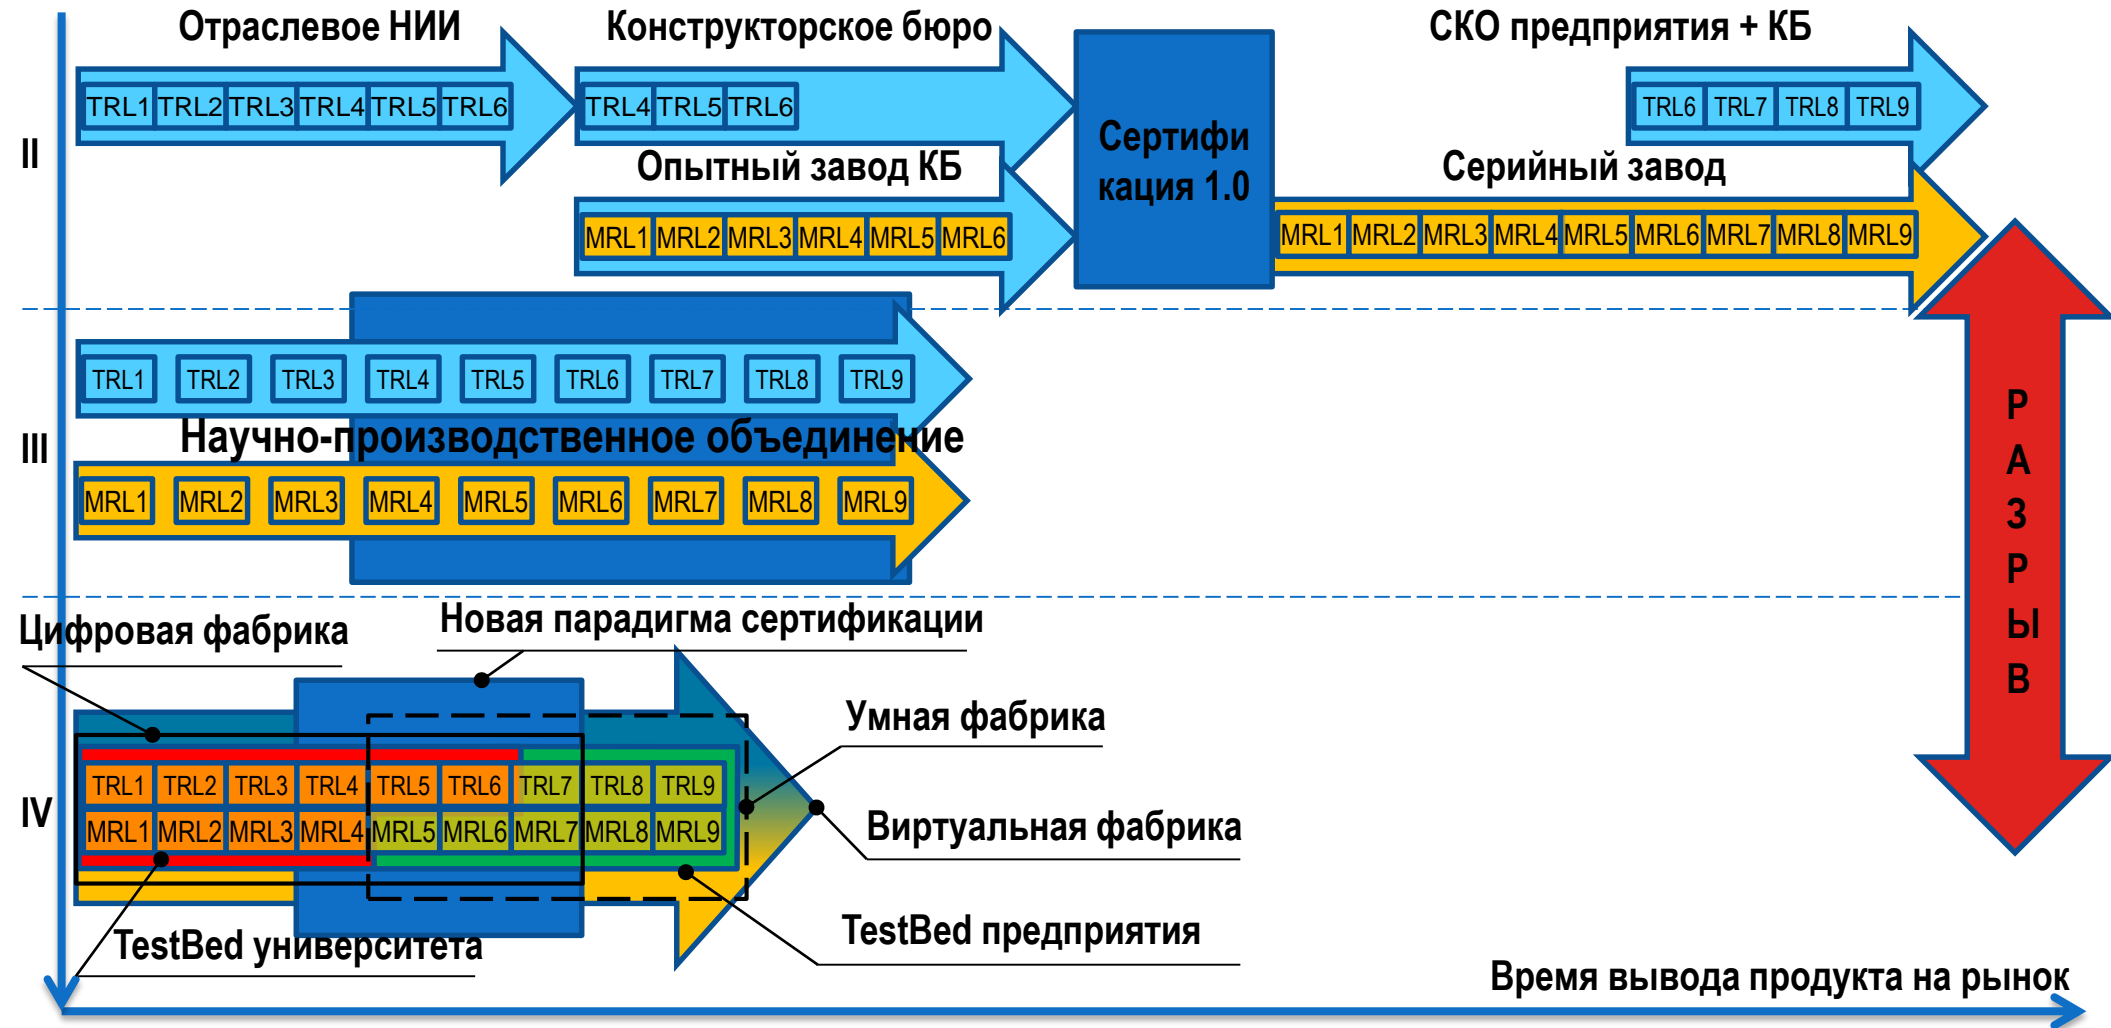 Отраслевое НИИ
Конструкторское бюро
СКО предприятия + КБ
TRL1 TRL2 TRL3 TRL4 TRL5 TRL6
TRL4 TRL5 TRL6
TRL6 TRL7 TRL8 TRL9
II
Сертифи
кация 1.0
Опытный завод КБ
Серийный завод
MRL1 MRL2 MRL3 MRL4 MRL5 MRL6
MRL1 MRL2 MRL3 MRL4 MRL5 MRL6 MRL7 MRL8 MRL9
TRL1 TRL2 TRL3 TRL4 TRL5 TRL6 TRL7 TRL8 TRL9
III
Научно-производственное объединение
MRL1 MRL2 MRL3 MRL4 MRL5 MRL6 MRL7 MRL8 MRL9
Р
А
З
Р
Ы
В
Цифровая фабрика
Новая парадигма сертификации
Умная фабрика
TRL1 TRL2 TRL3 TRL4 TRL5 TRL6 TRL7 TRL8 TRL9
IV
MRL1 MRL2 MRL3 MRL4 MRL5 MRL6 MRL7 MRL8 MRL9
Виртуальная фабрика
TestBed университета
TestBed предприятия
Время вывода продукта на рынок